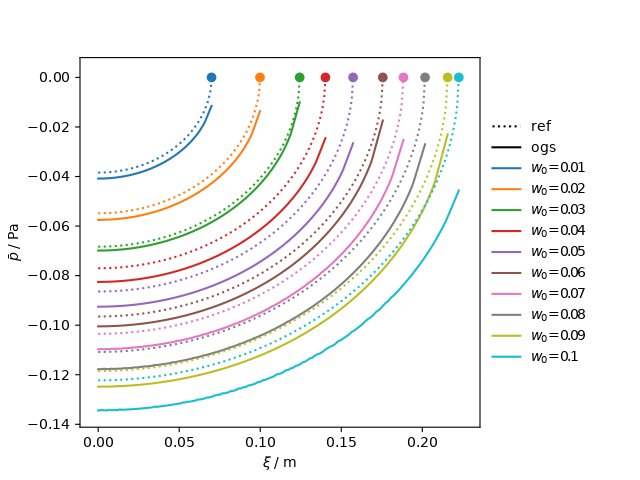 0.00
−0.02
−0.04
−0.06
−0.08
−0.10
−0.12
−0.14
p̄ / Pa
0.00 0.05 0.10 0.15 0.20
ξ / m
ref
ogs
w₀=0.01
w₀=0.02
w₀=0.03
w₀=0.04
w₀=0.05
w₀=0.06
w₀=0.07
w₀=0.08
w₀=0.09
w₀=0.1